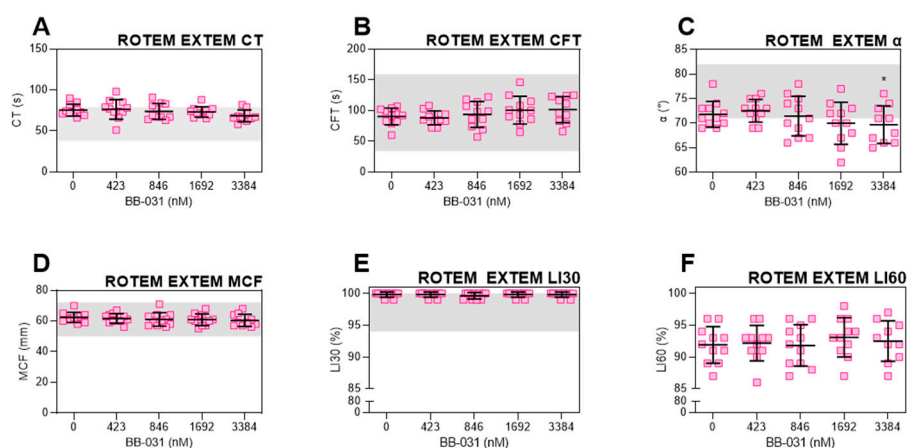 A
ROTEM EXTEM CT
150
100
50
0
CT (s)
0 423 846 1692 3384
BB-031 (nM)
B
ROTEM EXTEM CFT
200
150
100
50
0
CFT (s)
0 423 846 1692 3384
BB-031 (nM)
C
ROTEM EXTEM α
85
80
75
70
65
60
α (°)
*
0 423 846 1692 3384
BB-031 (nM)
D
ROTEM EXTEM MCF
80
60
40
20
0
MCF (mm)
0 423 846 1692 3384
BB-031 (nM)
E
ROTEM EXTEM LI30
100
95
90
85
80
0
LI30 (%)
0 423 846 1692 3384
BB-031 (nM)
F
ROTEM EXTEM LI60
100
95
90
85
80
0
LI60 (%)
0 423 846 1692 3384
BB-031 (nM)